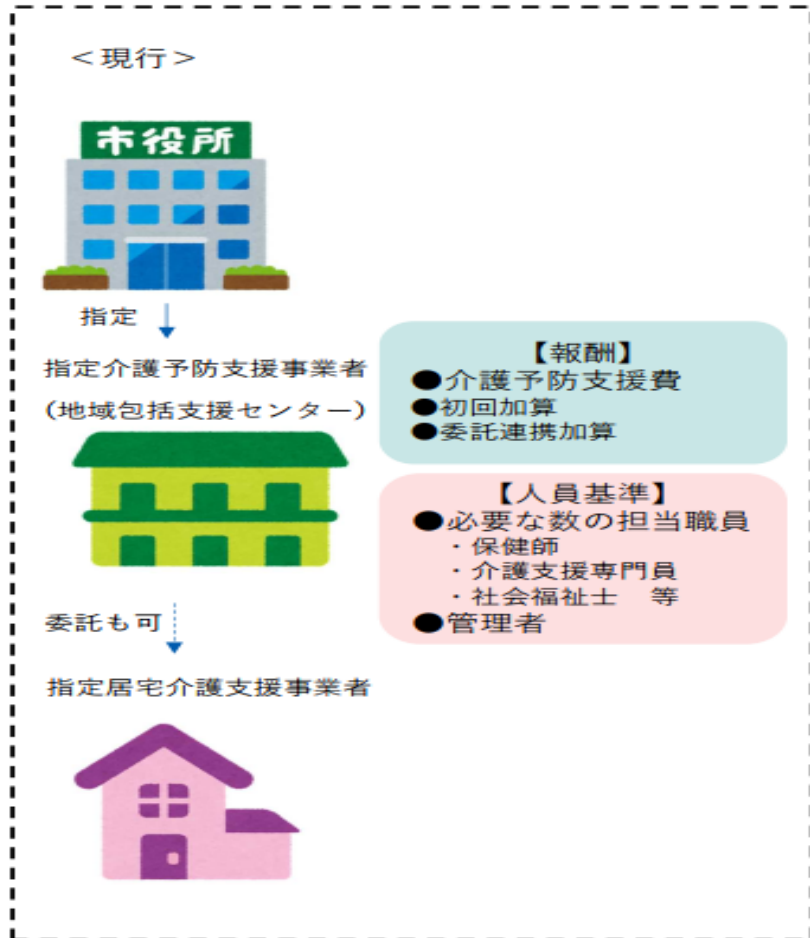 ＜現行＞
市役所
指定
指定介護予防支援事業者
(地域包括支援センター)
【報酬】
●介護予防支援費
●初回加算
●委託連携加算
【人員基準】
●必要な数の担当職員
・保健師
・介護支援専門員
・社会福祉士　等
●管理者
委託も可
指定居宅介護支援事業者